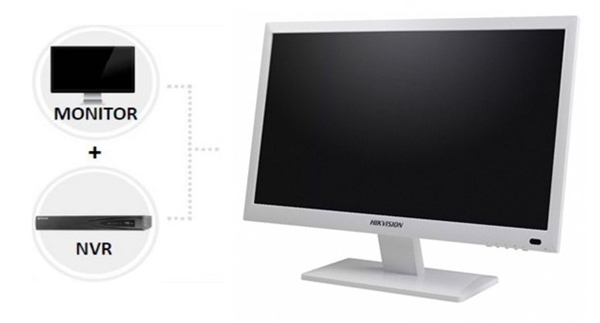 MONITOR
+
NVR
HIKVISION